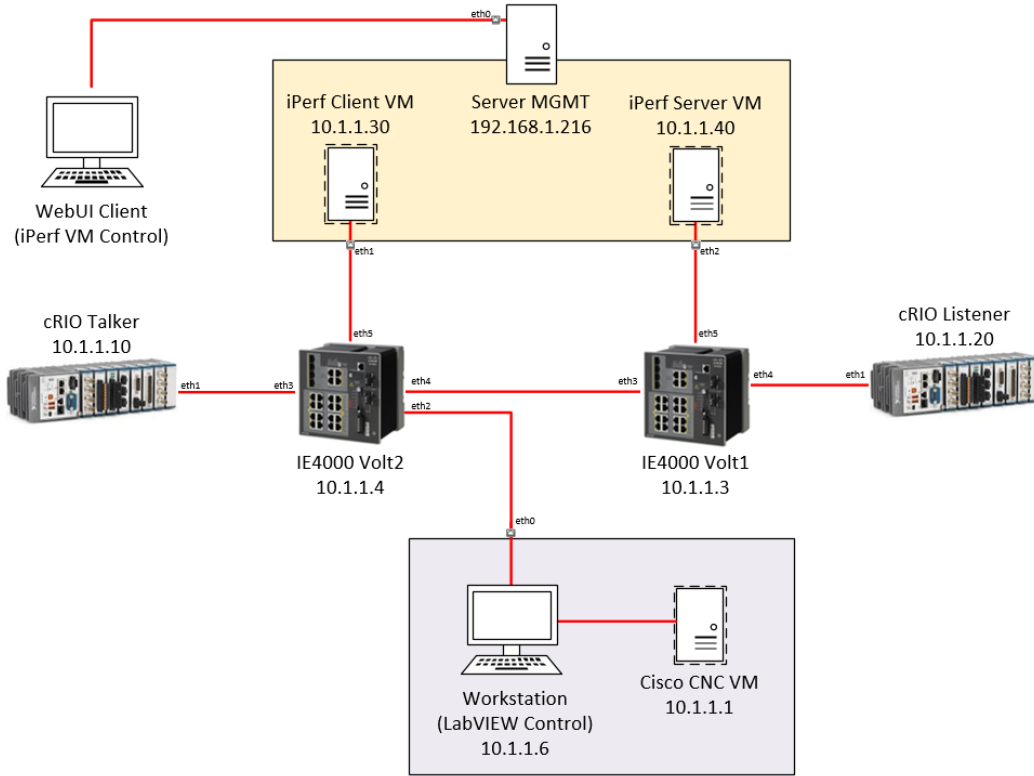 eth0
iPerf Client VM
10.1.1.30
Server MGMT
192.168.1.216
iPerf Server VM
10.1.1.40
WebUI Client
(iPerf VM Control)
eth1
eth2
cRIO Talker
10.1.1.10
eth5
eth5
cRIO Listener
10.1.1.20
eth1
eth3
eth4
eth2
eth3
eth4
eth1
IE4000 Volt2
10.1.1.4
IE4000 Volt1
10.1.1.3
eth0
Workstation
(LabVIEW Control)
10.1.1.6
Cisco CNC VM
10.1.1.1